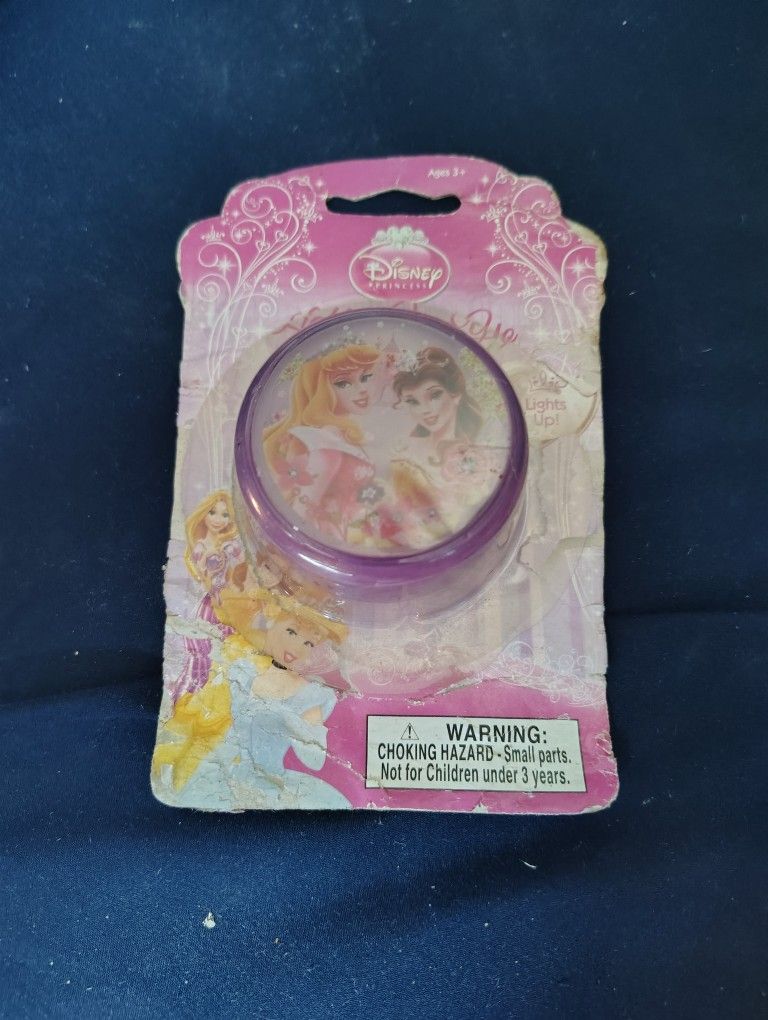 Ages 3+
Disney
PRINCESS
Lights
Up!
WARNING:
CHOKING HAZARD - Small parts.
Not for Children under 3 years.